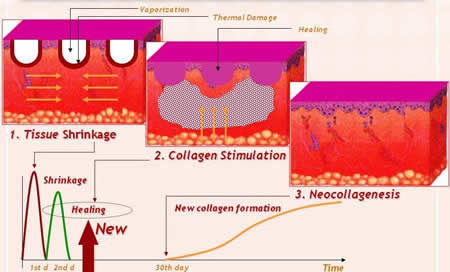 Vaporization
Thermal Damage
Healing
1. Tissue Shrinkage
2. Collagen Stimulation
3. Neocollagenesis
Shrinkage
Healing
New
New collagen formation
1st d 2nd d
30th day
Time